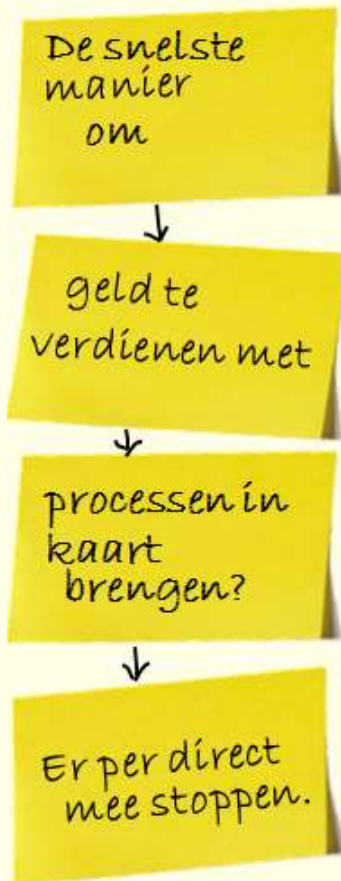 De snelste
manier
om
geld te
verdienen met
processen in
kaart
brengen?
Er per direct
mee stoppen.